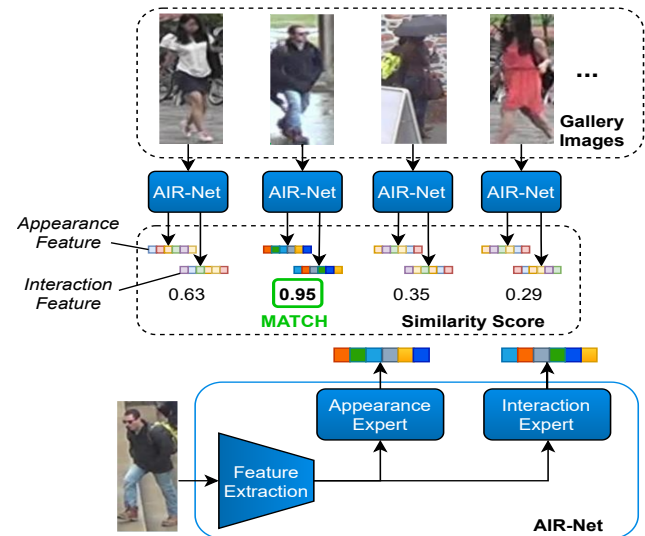 ...
Gallery
Images
AIR-Net AIR-Net AIR-Net AIR-Net
Appearance
Feature
Interaction
Feature
0.63 0.95 0.35 0.29
MATCH
Similarity Score
Appearance
Expert
Interaction
Expert
Feature
Extraction
AIR-Net